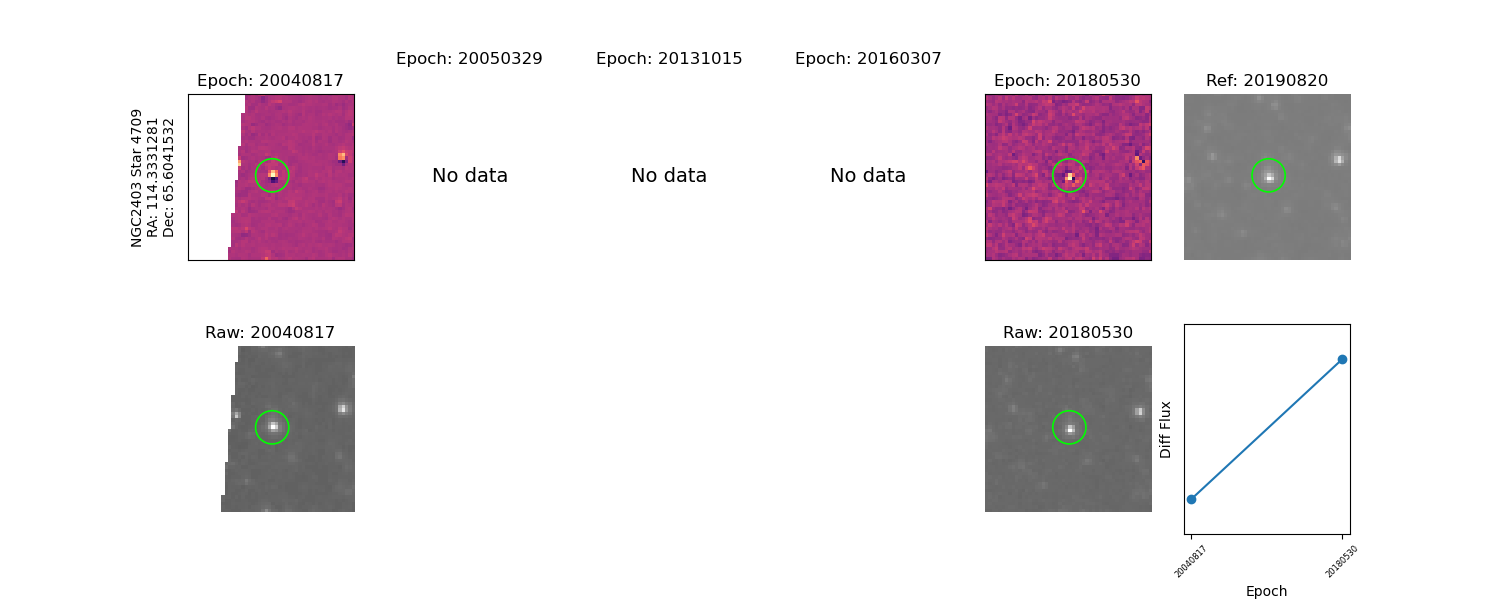 Epoch: 20040817
Epoch: 20050329
Epoch: 20131015
Epoch: 20160307
Epoch: 20180530
Ref: 20190820
NGC2403 Star 4709
RA: 114.3331281
Dec: 65.6041532
No data
No data
No data
Raw: 20040817
Raw: 20180530
Diff Flux
20040817
20180530
Epoch